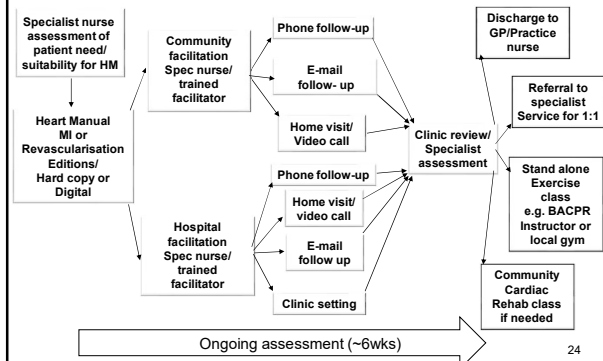 Specialist nurse
assessment of
patient need/
suitability for HM
Heart Manual
MI or
Revascularisation
Editions/
Hard copy or
Digital
Community
facilitation
Spec nurse/
trained
facilitator
Hospital
facilitation
Spec nurse/
trained
facilitator
Phone follow-up
E-mail
follow- up
Home visit/
Video call
Phone follow-up
Home visit/
video call
E-mail
follow up
Clinic setting
Clinic review/
Specialist
assessment
Discharge to
GP/Practice
nurse
Referral to
specialist
Service for 1:1
Stand alone
Exercise
class
e.g. BACPR
Instructor or
local gym
Community
Cardiac
Rehab class
if needed
Ongoing assessment (~6wks)
24